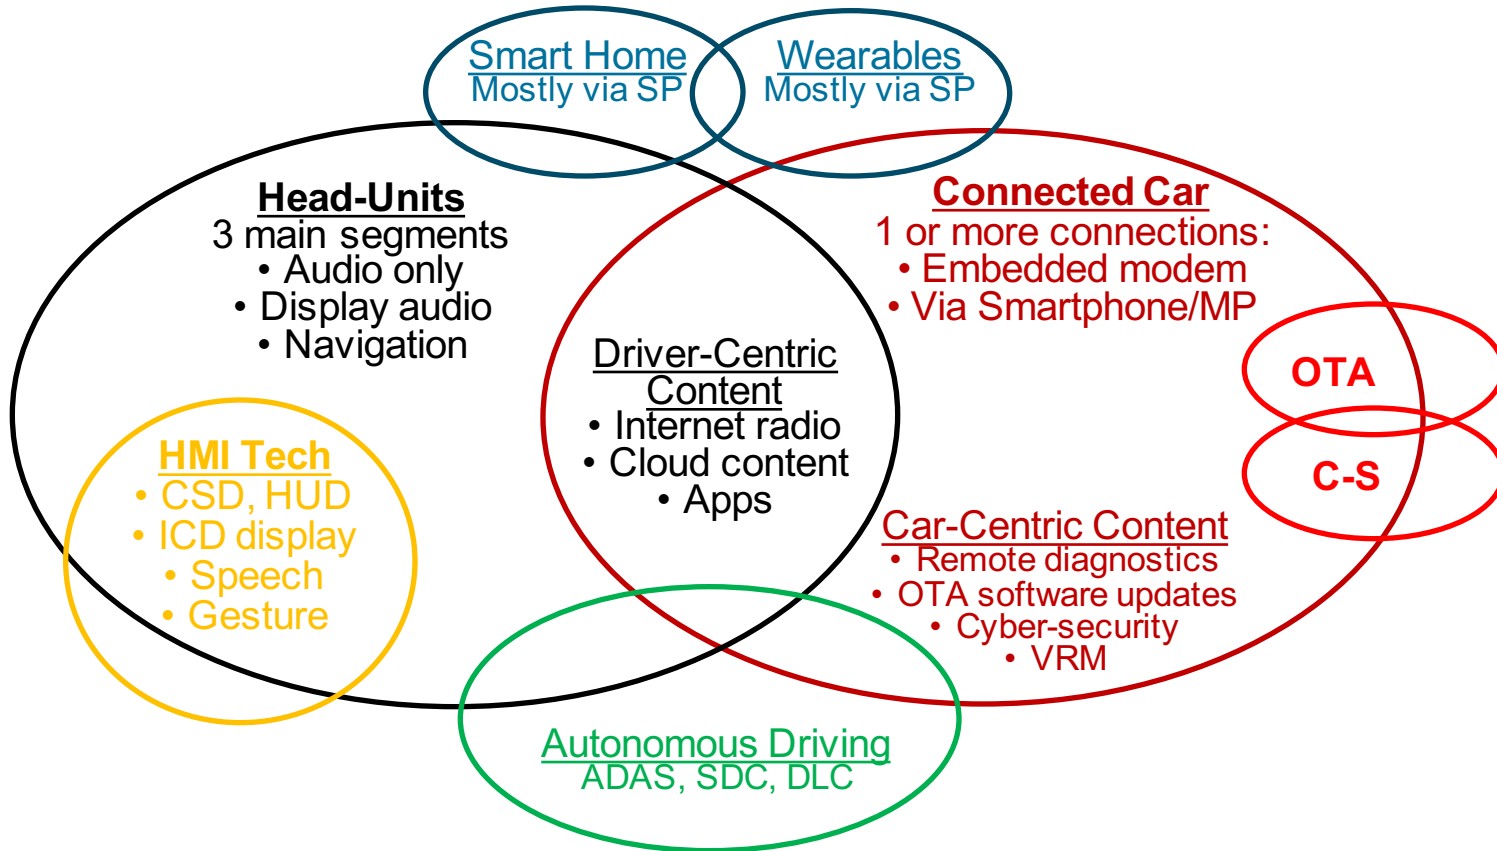 Smart Home
Mostly via SP
Wearables
Mostly via SP
Head-Units
3 main segments
• Audio only
• Display audio
• Navigation
Connected Car
1 or more connections:
• Embedded modem
• Via Smartphone/MP
Driver-Centric
Content
• Internet radio
• Cloud content
• Apps
OTA
C-S
HMI Tech
• CSD, HUD
• ICD display
• Speech
• Gesture
Car-Centric Content
• Remote diagnostics
• OTA software updates
• Cyber-security
• VRM
Autonomous Driving
ADAS, SDC, DLC